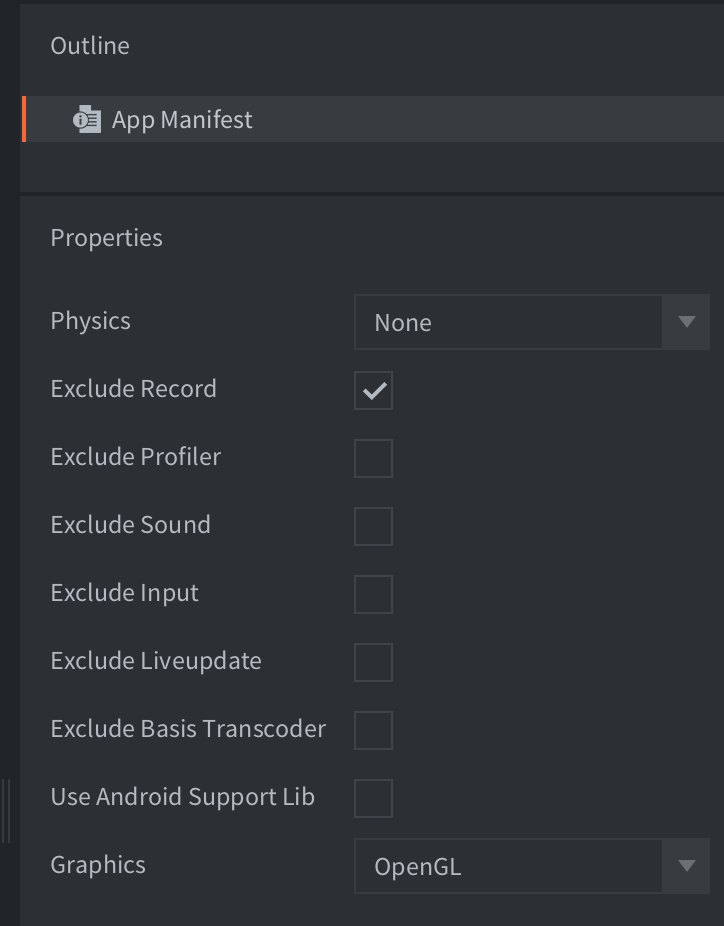 Outline
App Manifest
Properties
Physics None
Exclude Record
Exclude Profiler
Exclude Sound
Exclude Input
Exclude Liveupdate
Exclude Basis Transcoder
Use Android Support Lib
Graphics OpenGL